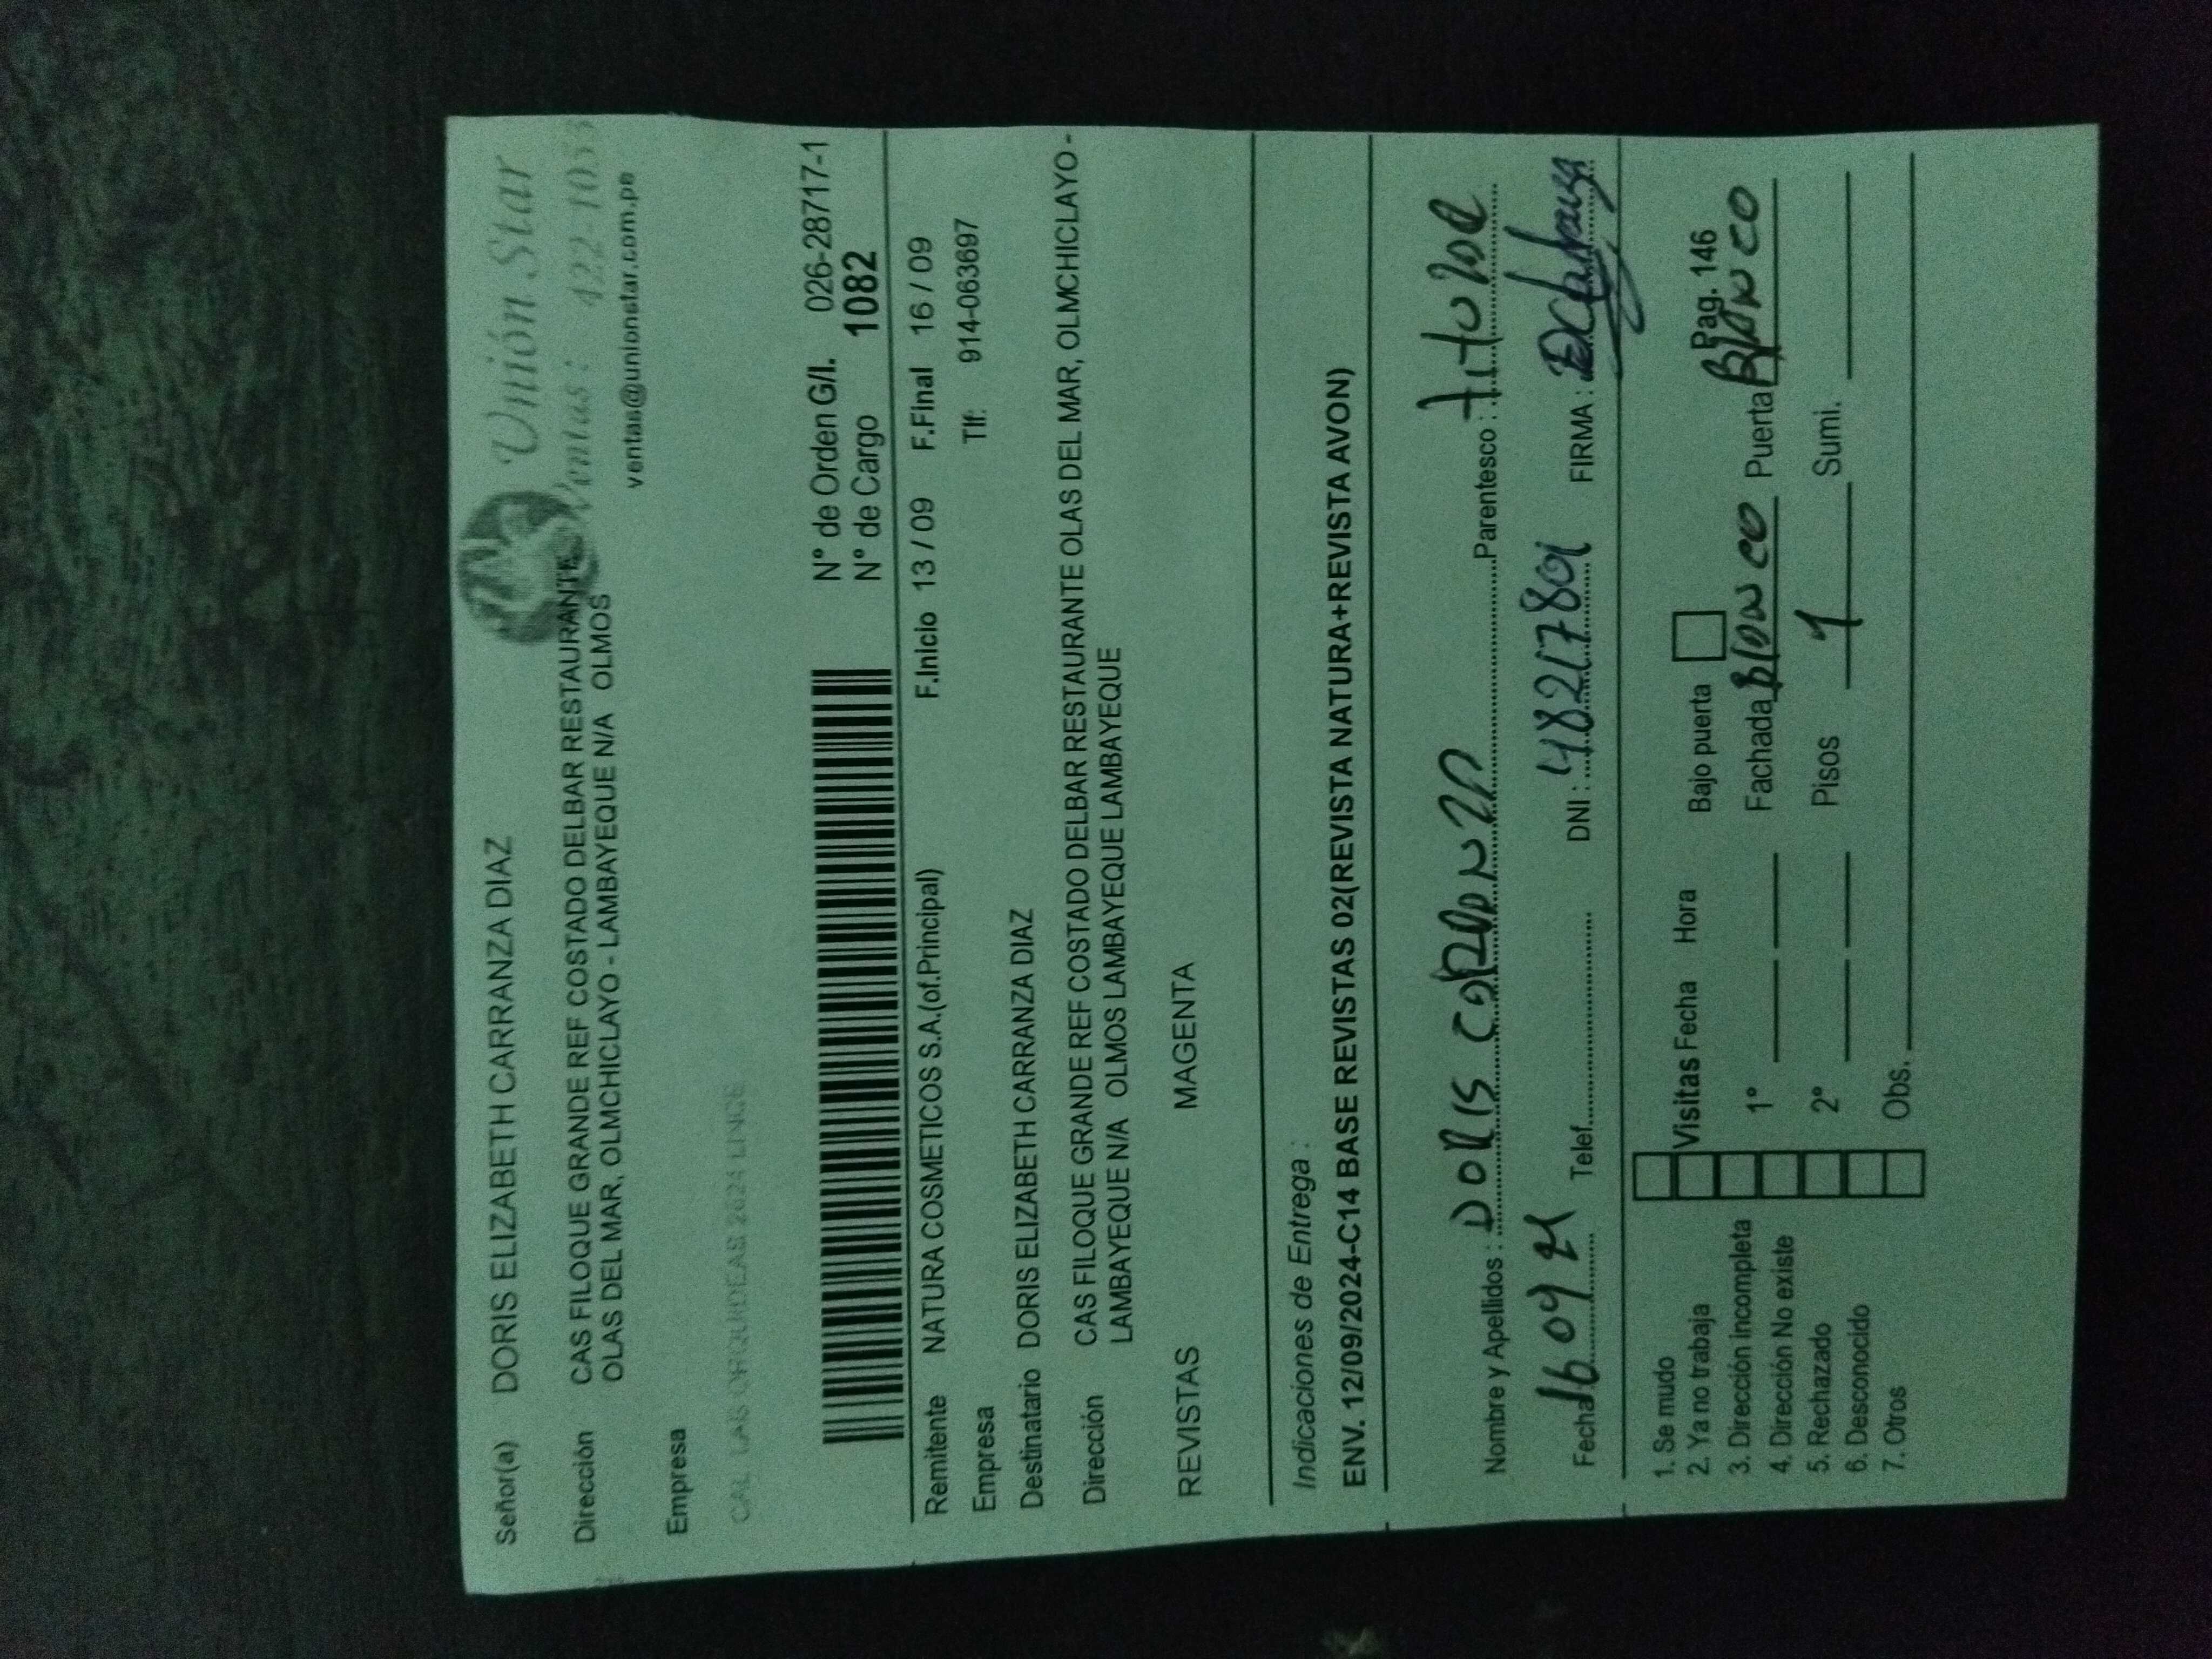 Señor(a) DORIS ELIZABETH CARRANZA DIAZ
Unión Star
Ventas : 422-105
ventas@unionstar.com.pe
Dirección CAS FILOQUE GRANDE REF COSTADO DELBAR RESTAURANTE
OLAS DEL MAR, OLMCHICLAYO - LAMBAYEQUE N/A OLMOS
Empresa
CAL. LAS ORQUIDEAS 2624 LINCE
N° de Orden G/I. 026-28717-1
N° de Cargo 1082
Remitente NATURA COSMETICOS S.A.(of.Principal) F.Inicio 13 / 09 F.Final 16 / 09
Empresa Tlf: 914-063697
Destinatario DORIS ELIZABETH CARRANZA DIAZ
Dirección CAS FILOQUE GRANDE REF COSTADO DELBAR RESTAURANTE OLAS DEL MAR, OLMCHICLAYO -
LAMBAYEQUE N/A OLMOS LAMBAYEQUE LAMBAYEQUE
REVISTAS MAGENTA
Indicaciones de Entrega :
ENV. 12/09/2024-C14 BASE REVISTAS 02(REVISTA NATURA+REVISTA AVON)
Nombre y Apellidos : DORIS CARRANZA Parentesco : titular
Fecha 16 09 24 Telef. DNI : 48217801 FIRMA :
1. Se mudo
2. Ya no trabaja Visitas Fecha Hora Bajo puerta Pag. 146
3. Dirección Incompleta 1° Fachada BlANCO Puerta BlANCO
4. Dirección No existe
5. Rechazado 2° Pisos 1 Sumi.
6. Desconocido
7. Otros Obs.